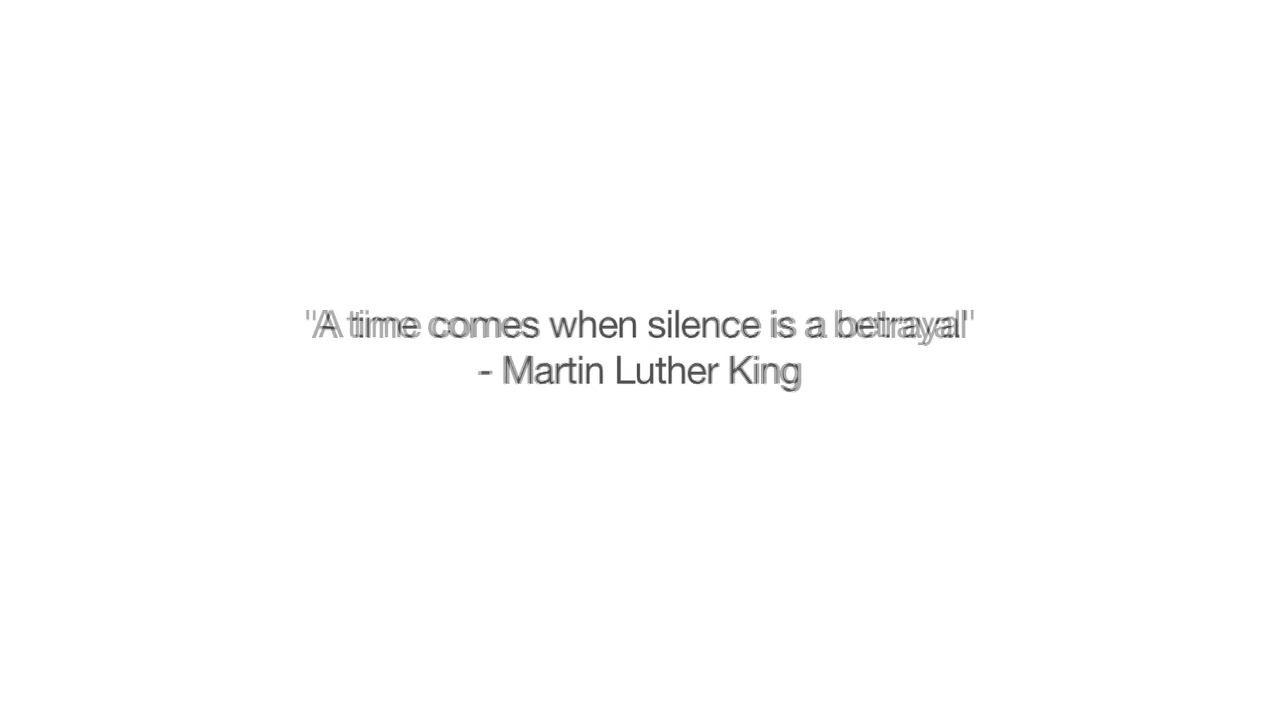 "A time comes when silence is a betrayal"
- Martin Luther King